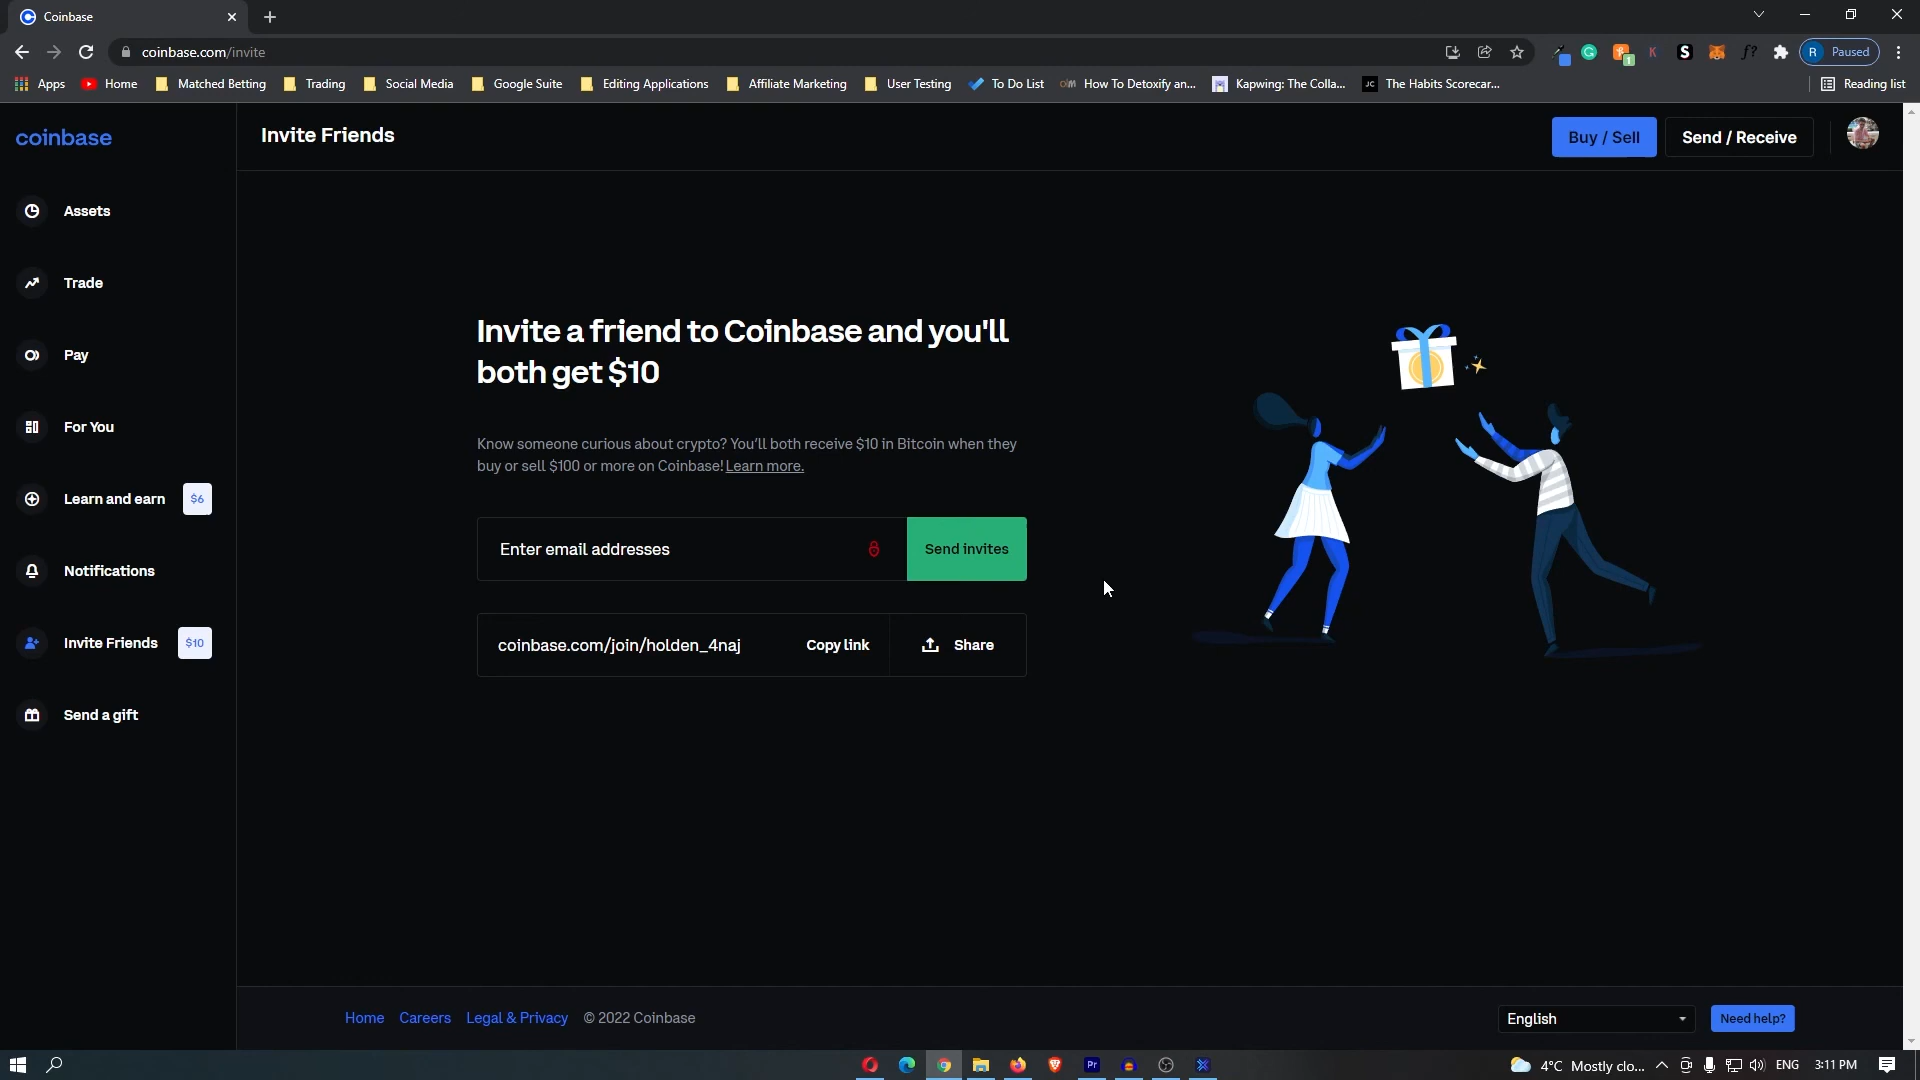 Coinbase
coinbase.com/invite
Paused
Apps
Home
Matched Betting
Trading
Social Media
Google Suite
Editing Applications
Affiliate Marketing
User Testing
To Do List
How To Detoxify an...
Kapwing: The Colla...
The Habits Scorecar...
Reading list
coinbase
Invite Friends
Buy / Sell
Send / Receive
Assets
Trade
Pay
For You
Learn and earn
$6
Notifications
Invite Friends
$10
Send a gift
Invite a friend to Coinbase and you'll
both get $10
Know someone curious about crypto? You'll both receive $10 in Bitcoin when they
buy or sell $100 or more on Coinbase! Learn more.
Enter email addresses
Send invites
coinbase.com/join/holden_4naj
Copy link
Share
Home
Careers
Legal & Privacy
© 2022 Coinbase
English
Need help?
Pr
4°C Mostly clo...
ENG
3:11 PM